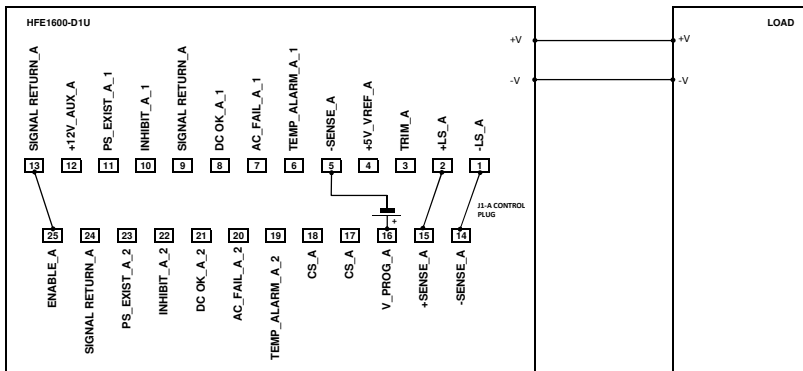 HFE1600-D1U
LOAD
+V
+V
-V
-V
SIGNAL RETURN_A
+12V_AUX_A
PS_EXIST_A_1
INHIBIT_A_1
SIGNAL RETURN_A
DC OK_A_1
AC_FAIL_A_1
TEMP_ALARM_A_1
-SENSE_A
+5V_VREF_A
TRIM_A
+LS_A
-LS_A
13
12
11
10
9
8
7
6
5
4
3
2
1
J1-A CONTROL
PLUG
+
25
24
23
22
21
20
19
18
17
16
15
14
ENABLE_A
SIGNAL RETURN_A
PS_EXIST_A_2
INHIBIT_A_2
DC OK_A_2
AC_FAIL_A_2
TEMP_ALARM_A_2
CS_A
CS_A
V_PROG_A
+SENSE_A
-SENSE_A